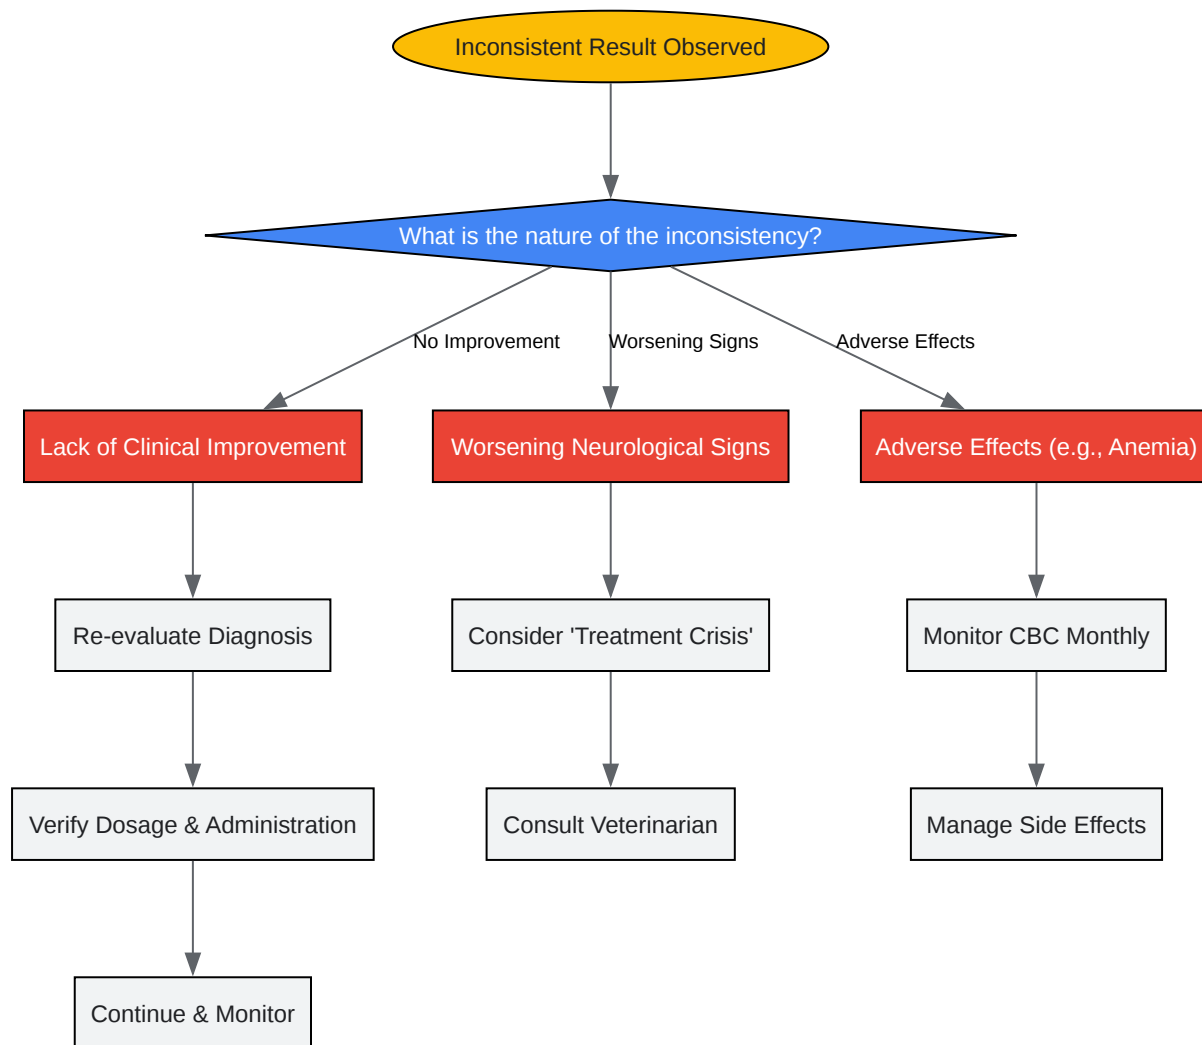 Inconsistent Result Observed
What is the nature of the inconsistency?
No Improvement
Worsening Signs
Adverse Effects
Lack of Clinical Improvement
Worsening Neurological Signs
Adverse Effects (e.g., Anemia)
Re-evaluate Diagnosis
Consider 'Treatment Crisis'
Monitor CBC Monthly
Verify Dosage & Administration
Consult Veterinarian
Manage Side Effects
Continue & Monitor